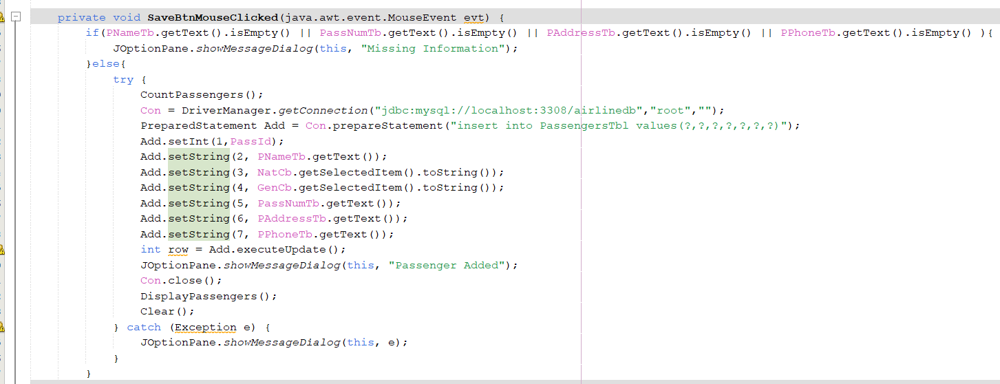 private void SaveBtnMouseClicked(java.awt.event.MouseEvent evt) {
if(PNameTb.getText().isEmpty() || PassNumTb.getText().isEmpty() || PAddressTb.getText().isEmpty() || PPhoneTb.getText().isEmpty() ){
JOptionPane.showMessageDialog(this, "Missing Information");
}else{
try {
CountPassengers();
Con = DriverManager.getConnection("jdbc:mysql://localhost:3308/airlinedb","root","");
PreparedStatement Add = Con.prepareStatement("insert into PassengersTbl values(?,?,?,?,?,?,?)");
Add.setInt(1,PassId);
Add.setString(2, PNameTb.getText());
Add.setString(3, NatCb.getSelectedItem().toString());
Add.setString(4, GenCb.getSelectedItem().toString());
Add.setString(5, PassNumTb.getText());
Add.setString(6, PAddressTb.getText());
Add.setString(7, PPhoneTb.getText());
int row = Add.executeUpdate();
JOptionPane.showMessageDialog(this, "Passenger Added");
Con.close();
DisplayPassengers();
Clear();
} catch (Exception e) {
JOptionPane.showMessageDialog(this, e);
}
}